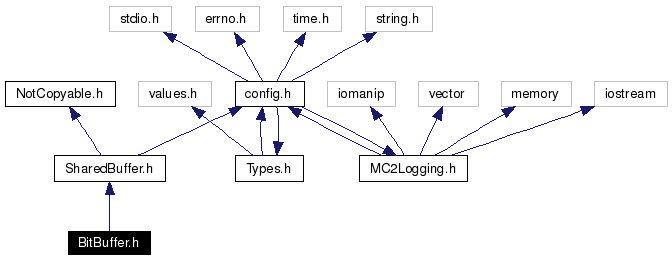 stdio.h
errno.h
time.h
string.h
NotCopyable.h
values.h
config.h
iomanip
vector
memory
iostream
SharedBuffer.h
Types.h
MC2Logging.h
BitBuffer.h